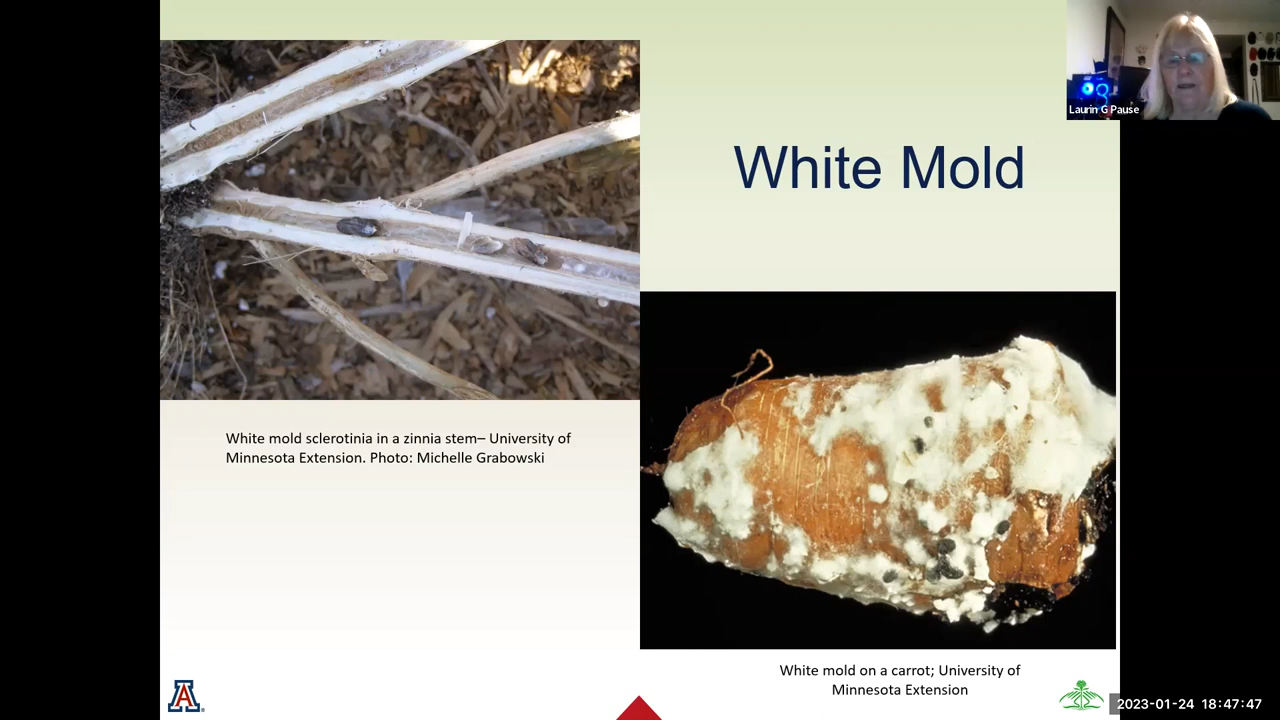 Laurin G Pause
White Mold
White mold sclerotinia in a zinnia stem– University of
Minnesota Extension. Photo: Michelle Grabowski
White mold on a carrot; University of
Minnesota Extension
A
2023-01-24 18:47:47